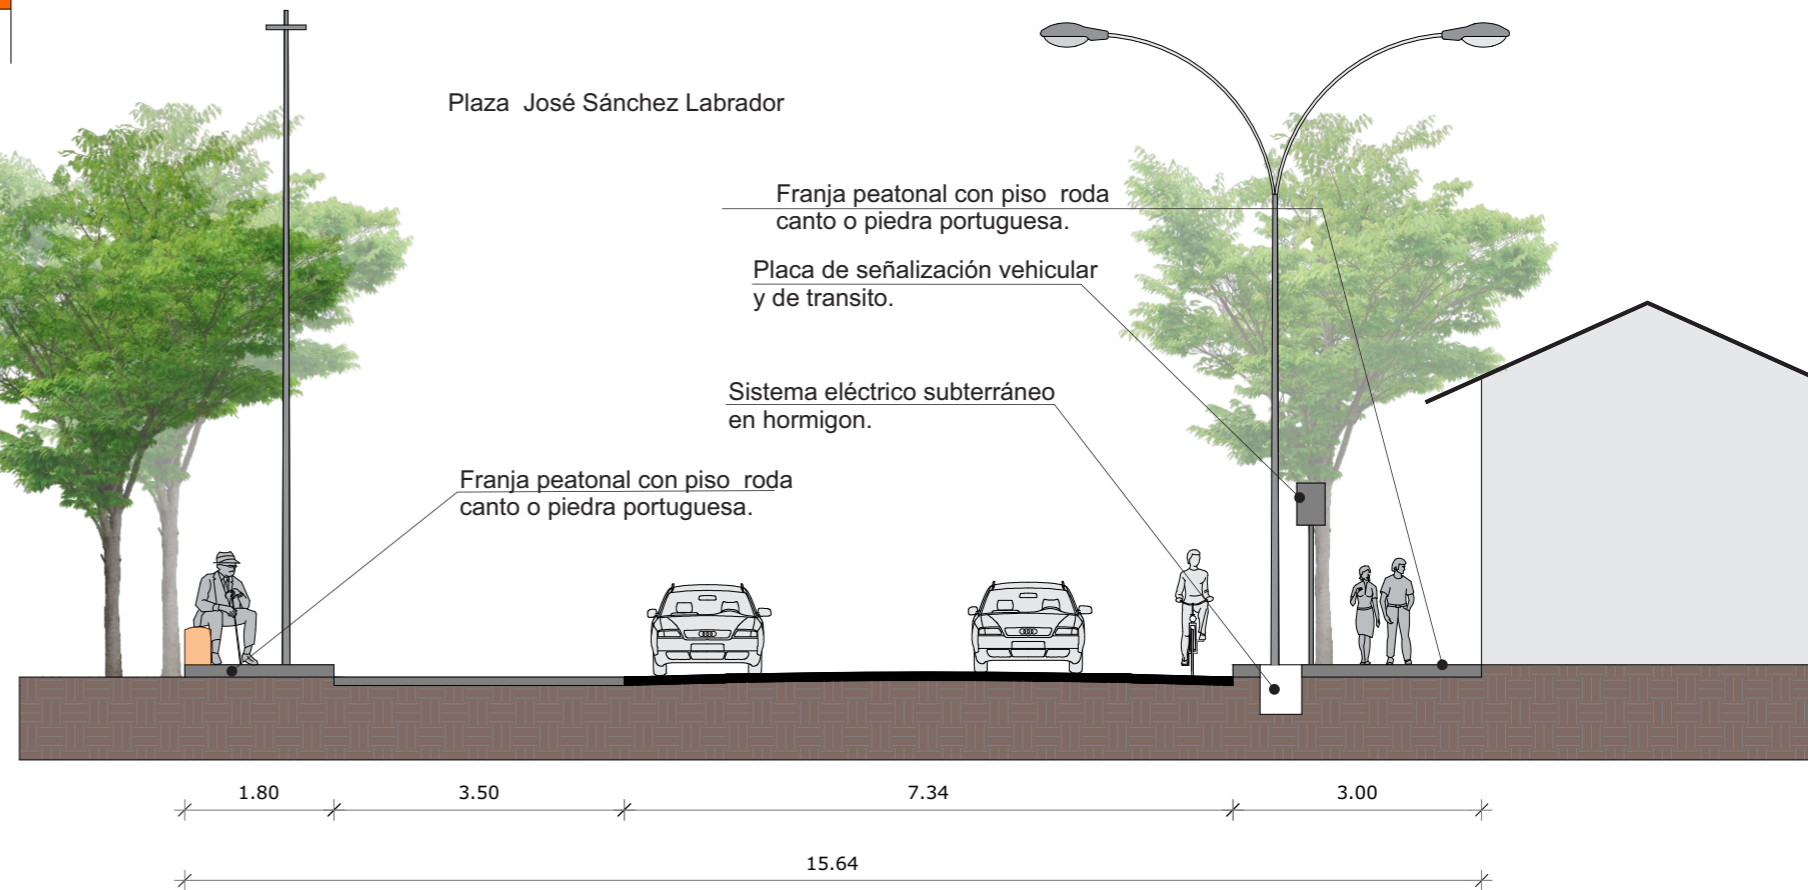 Plaza José Sánchez Labrador
Franja peatonal con piso roda
canto o piedra portuguesa.
Placa de señalización vehicular
y de transito.
Sistema eléctrico subterráneo
en hormigon.
Franja peatonal con piso roda
canto o piedra portuguesa.
1.80
3.50
7.34
3.00
15.64